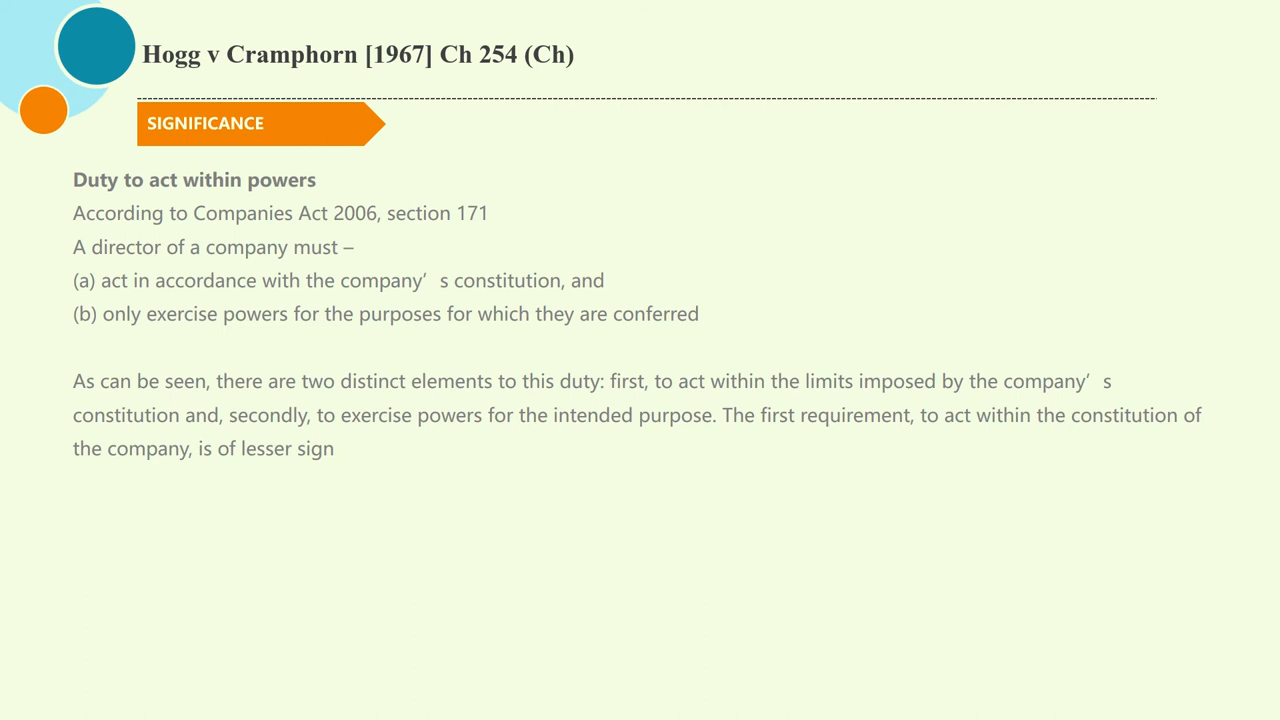 Hogg v Cramphorn [1967] Ch 254 (Ch)
SIGNIFICANCE
Duty to act within powers
According to Companies Act 2006, section 171
A director of a company must –
(a) act in accordance with the company’s constitution, and
(b) only exercise powers for the purposes for which they are conferred
As can be seen, there are two distinct elements to this duty: first, to act within the limits imposed by the company’s
constitution and, secondly, to exercise powers for the intended purpose. The first requirement, to act within the constitution of
the company, is of lesser sign